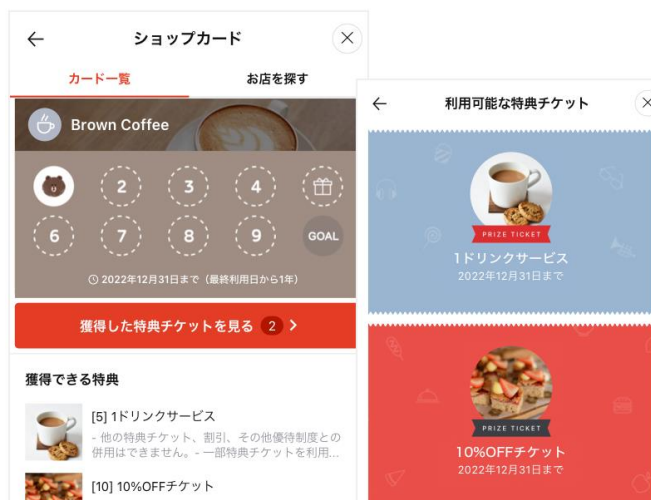 ショップカード
カード一覧
お店を探す
Brown Coffee
2 3 4
6 7 8 9 GOAL
2022年12月31日まで（最終利用日から1年）
獲得した特典チケットを見る 2
獲得できる特典
[5] 1ドリンクサービス
- 他の特典チケット、割引、その他優待制度との
併用はできません。- 一部特典チケットを利用...
[10] 10%OFFチケット
利用可能な特典チケット
PRIZE TICKET
1ドリンクサービス
2022年12月31日まで
PRIZE TICKET
10%OFFチケット
2022年12月31日まで